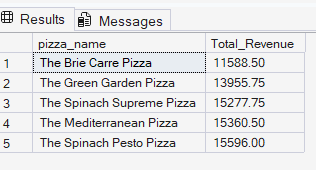 Results Messages
pizza_name Total_Revenue
1 The Brie Carre Pizza 11588.50
2 The Green Garden Pizza 13955.75
3 The Spinach Supreme Pizza 15277.75
4 The Mediterranean Pizza 15360.50
5 The Spinach Pesto Pizza 15596.00